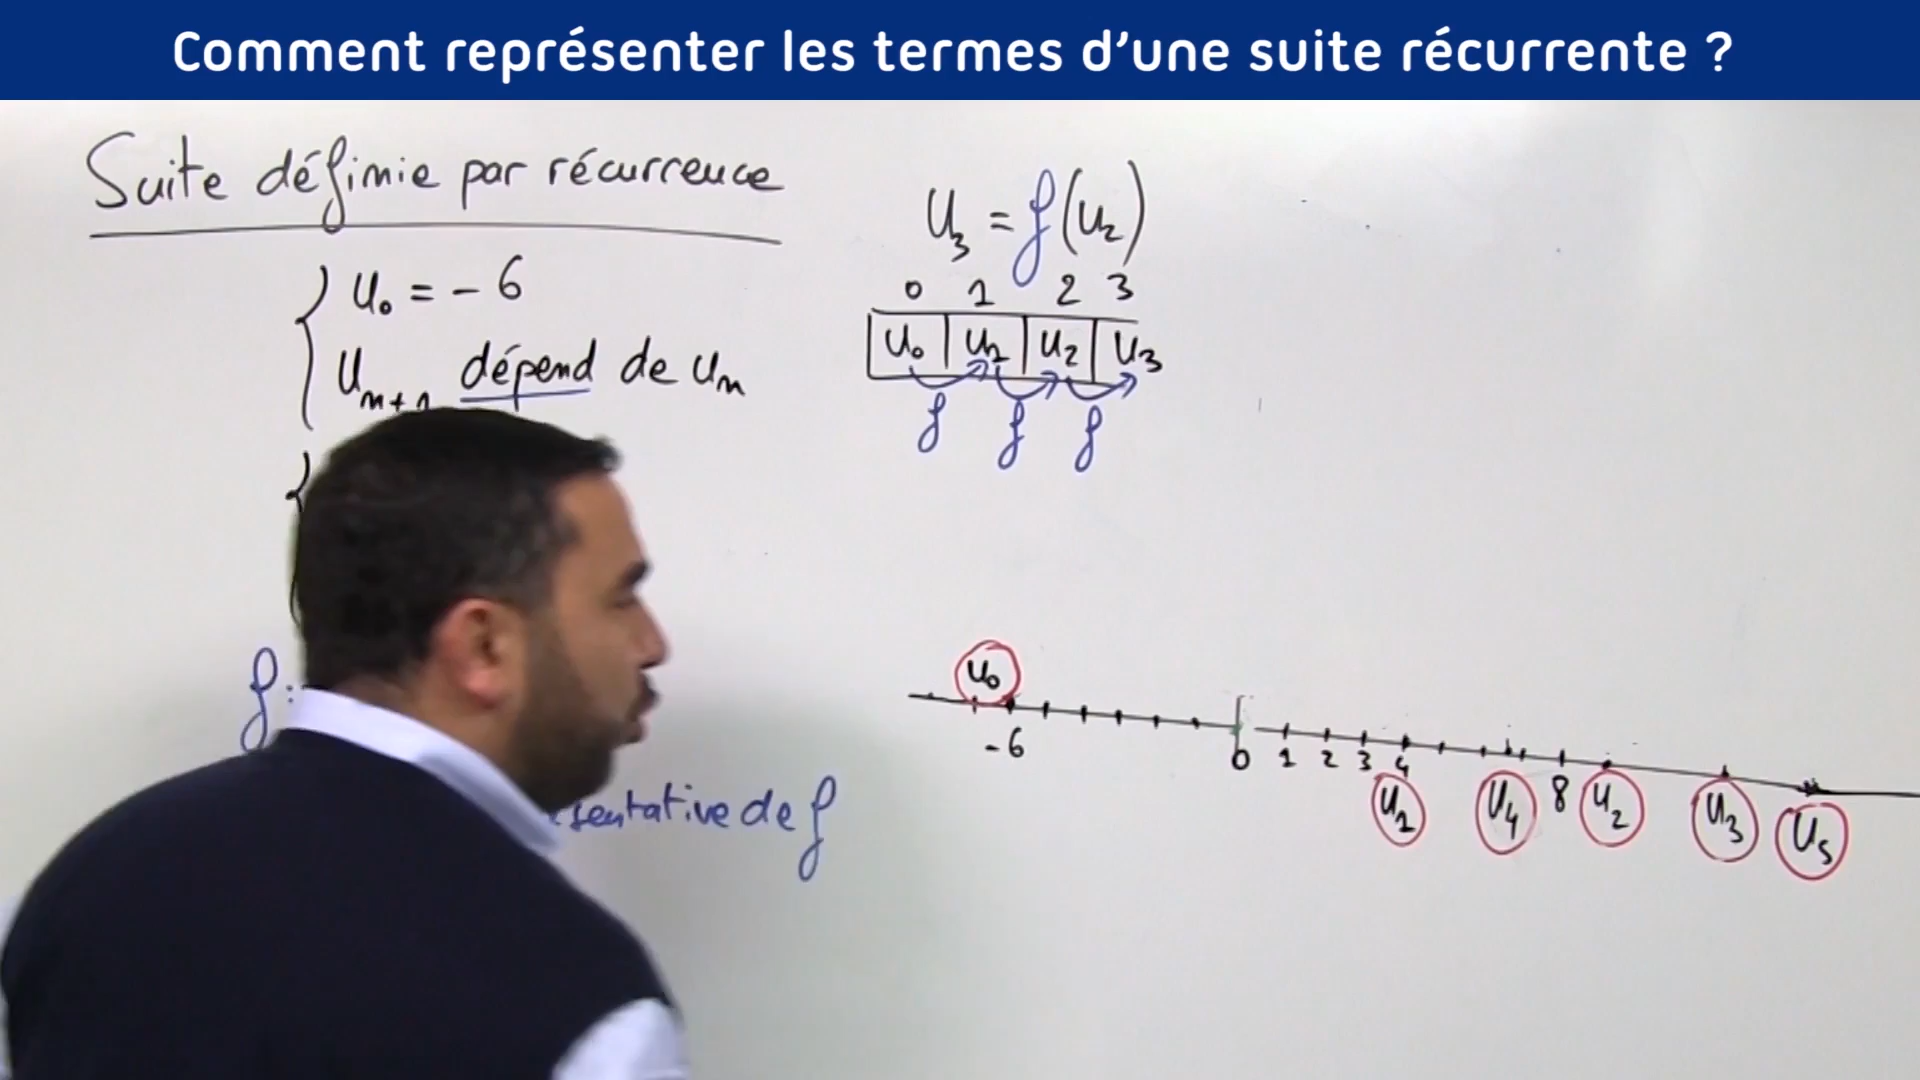 Comment représenter les termes d'une suite récurrente ?
Suite définie par récurrence
u₀ = - 6
uₙ₊₁ dépend de uₙ
f :
de f
U₃ = f(u₂)
0 1 2 3
u₀ u₁ u₂ u₃
f f f
u₀
-6 0 1 2 3 4 8
u₁ u₄ u₂ u₃ u₅